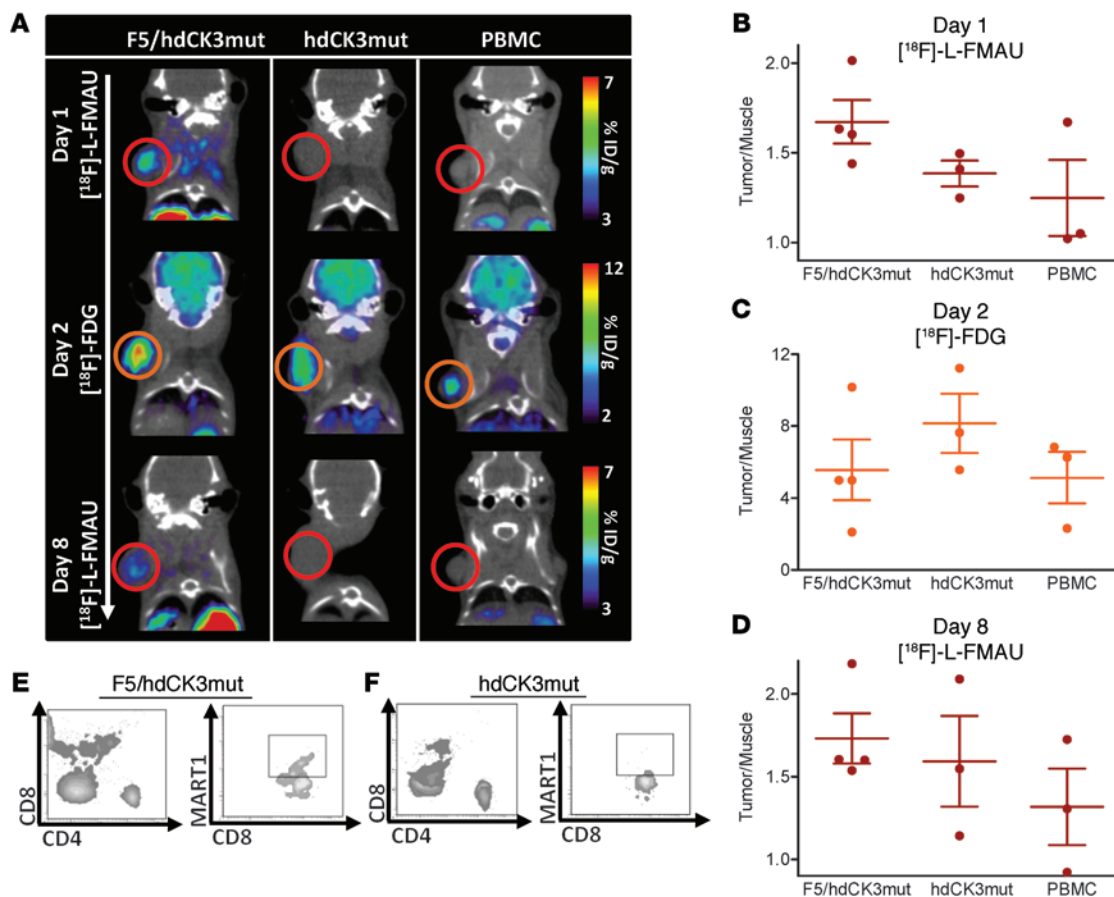 A
F5/hdCK3mut
hdCK3mut
PBMC
Day 1
[¹⁸F]-L-FMAU
7
% ID/g
3
Day 2
[¹⁸F]-FDG
12
% ID/g
2
Day 8
[¹⁸F]-L-FMAU
7
% ID/g
3
B
Day 1
[¹⁸F]-L-FMAU
Tumor/Muscle
2.0
1.5
1.0
F5/hdCK3mut
hdCK3mut
PBMC
C
Day 2
[¹⁸F]-FDG
Tumor/Muscle
12
8
4
0
F5/hdCK3mut
hdCK3mut
PBMC
D
Day 8
[¹⁸F]-L-FMAU
Tumor/Muscle
2.0
1.5
1.0
F5/hdCK3mut
hdCK3mut
PBMC
E
F5/hdCK3mut
CD8
CD4
MART1
CD8
F
hdCK3mut
CD8
CD4
MART1
CD8